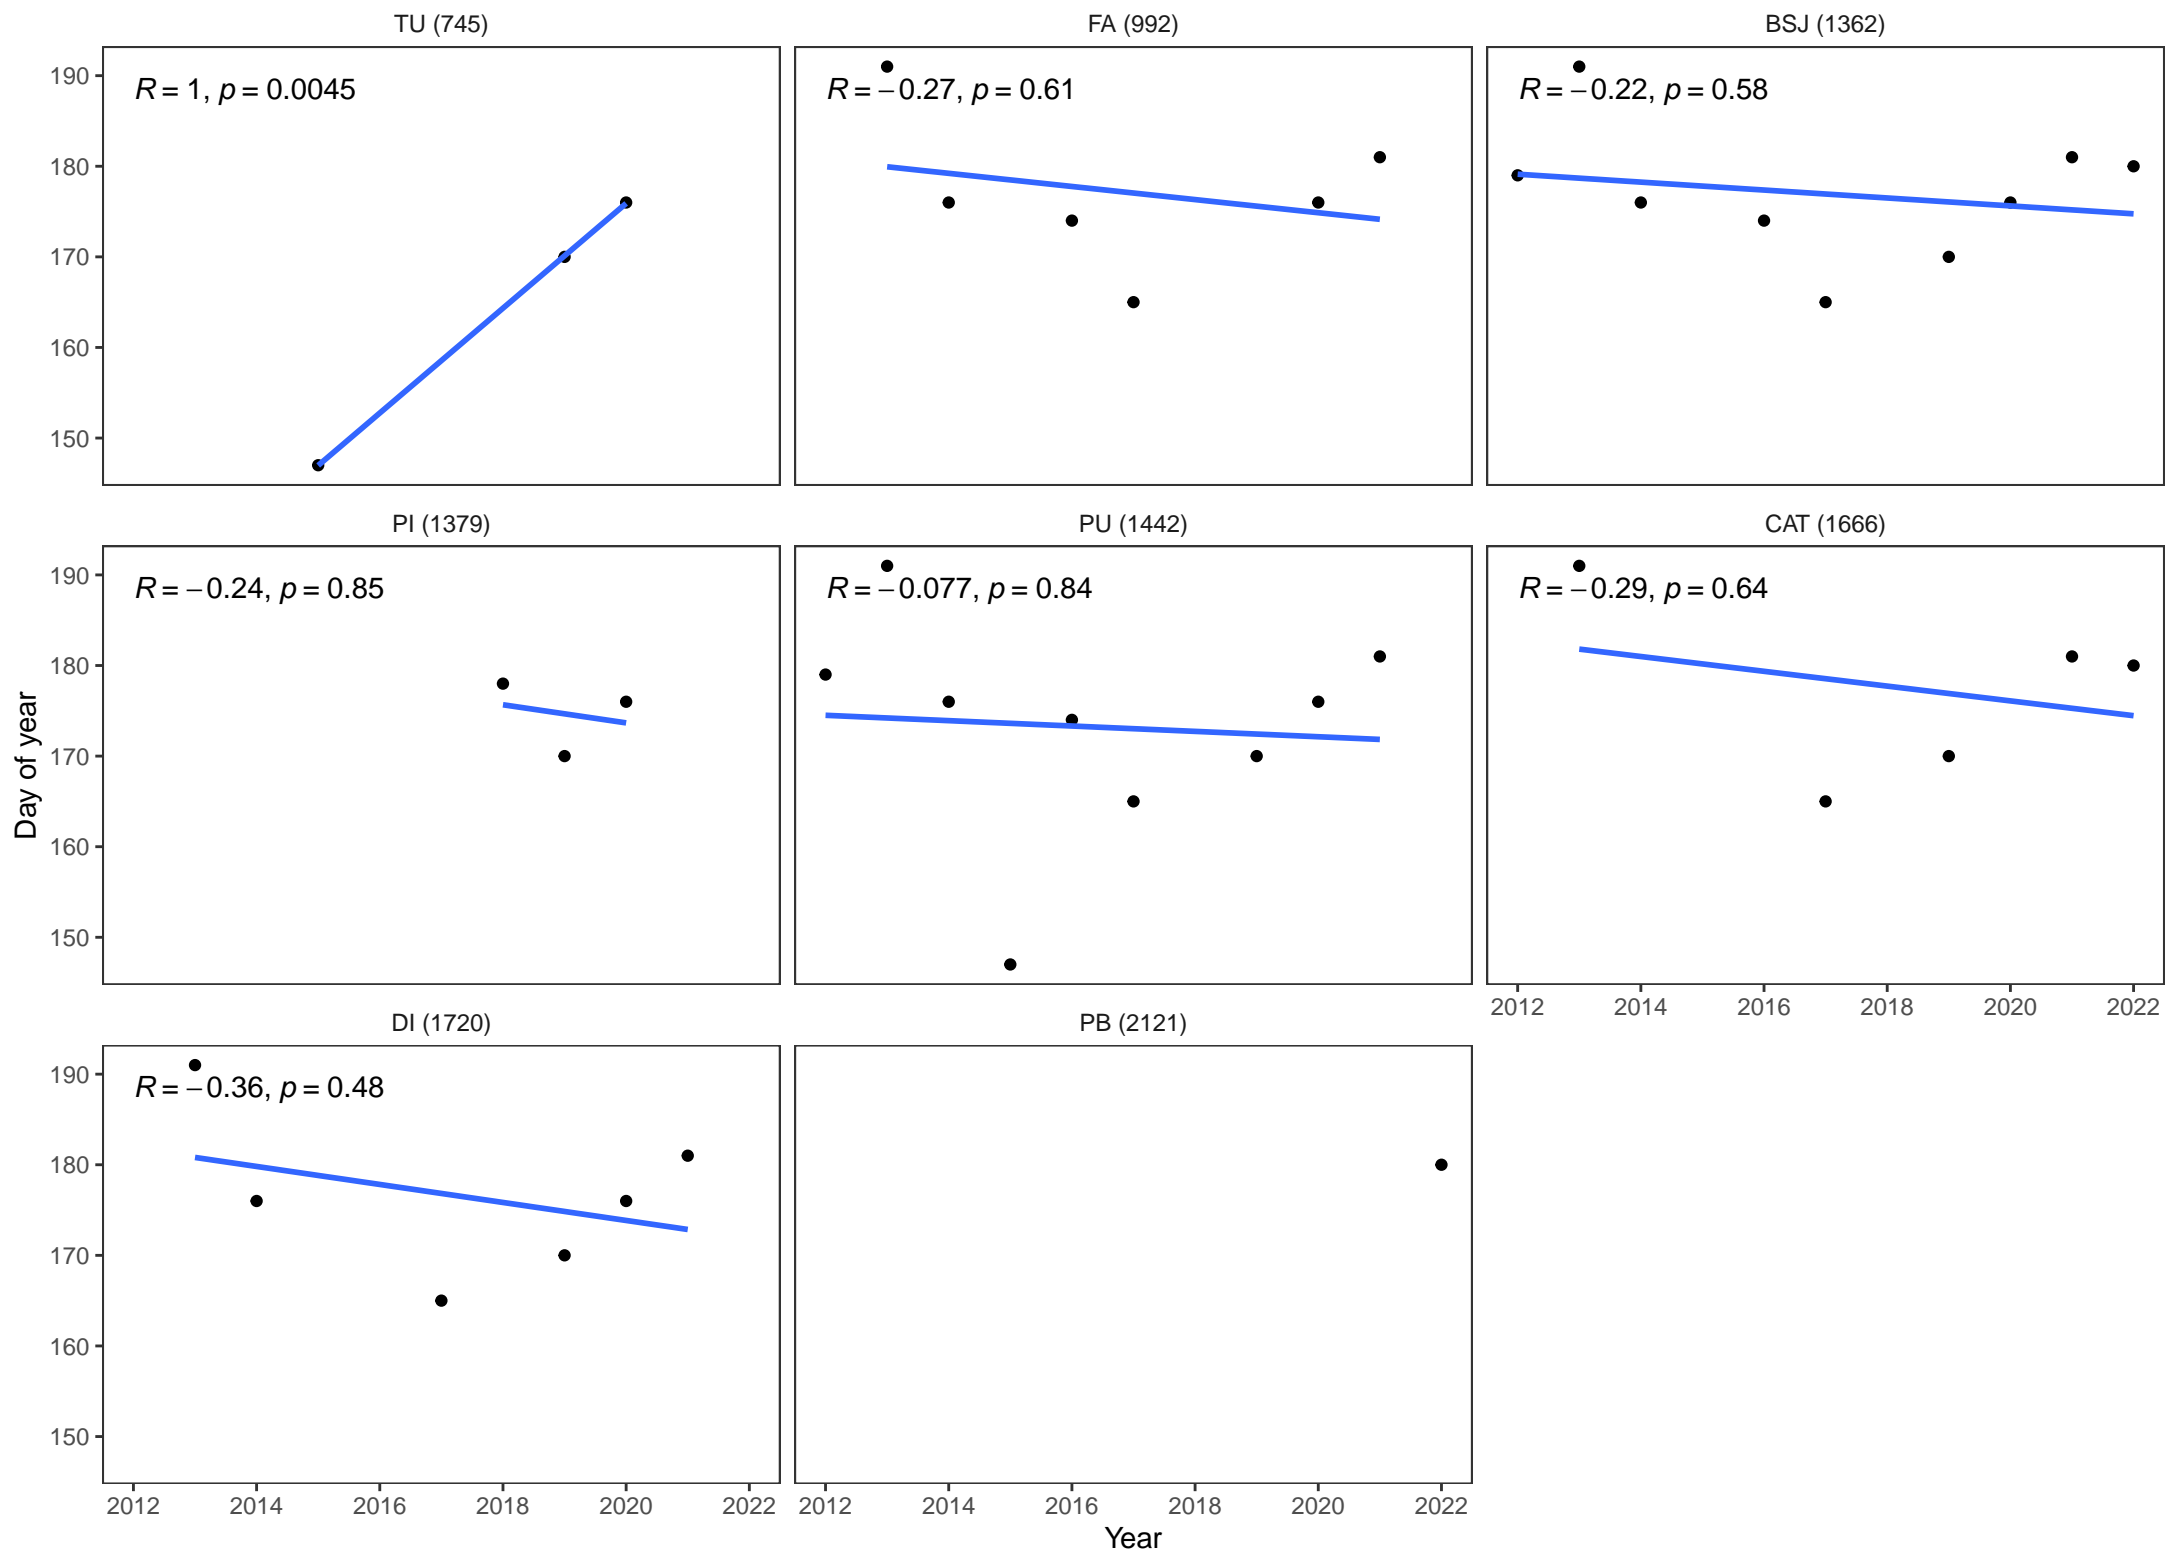 TU (745)
FA (992)
BSJ (1362)
190
180
170
160
150
R = 1, p = 0.0045
R = −0.27, p = 0.61
R = −0.22, p = 0.58
PI (1379)
PU (1442)
CAT (1666)
190
180
170
160
150
R = −0.24, p = 0.85
R = −0.077, p = 0.84
R = −0.29, p = 0.64
2012 2014 2016 2018 2020 2022
Day of year
DI (1720)
PB (2121)
190
180
170
160
150
R = −0.36, p = 0.48
2012 2014 2016 2018 2020 2022
2012 2014 2016 2018 2020 2022
Year